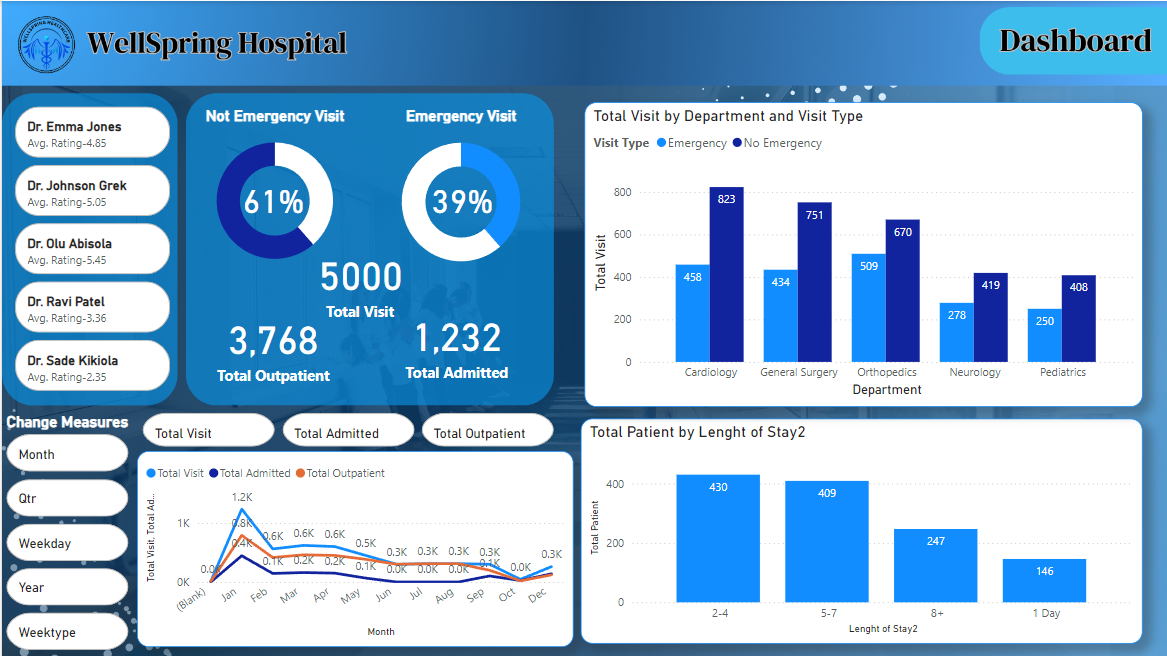 WELLSPRING HEALTHCARE
WellSpring Hospital
Dashboard
Dr. Emma Jones
Avg. Rating-4.85
Dr. Johnson Grek
Avg. Rating-5.05
Dr. Olu Abisola
Avg. Rating-5.45
Dr. Ravi Patel
Avg. Rating-3.36
Dr. Sade Kikiola
Avg. Rating-2.35
Not Emergency Visit
Emergency Visit
61%
39%
5000
Total Visit
3,768
Total Outpatient
1,232
Total Admitted
Total Visit by Department and Visit Type
Visit Type Emergency No Emergency
Total Visit
800
600
400
200
0
458
823
434
751
509
670
278
419
250
408
Cardiology
General Surgery
Orthopedics
Neurology
Pediatrics
Department
Change Measures
Month
Qtr
Weekday
Year
Weektype
Total Visit
Total Admitted
Total Outpatient
Total Visit Total Admitted Total Outpatient
Total Visit, Total Ad...
1K
0K
0.0K
1.2K
0.8K
0.4K
0.6K
0.1K
0.6K
0.2K
0.6K
0.2K
0.5K
0.1K
0.3K
0.0K
0.3K
0.0K
0.3K
0.0K
0.3K
0.1K
0.0K
0.3K
(Blank)
Jan
Feb
Mar
Apr
May
Jun
Jul
Aug
Sep
Oct
Dec
Month
Total Patient by Lenght of Stay2
Total Patient
400
200
0
430
409
247
146
2-4
5-7
8+
1 Day
Lenght of Stay2